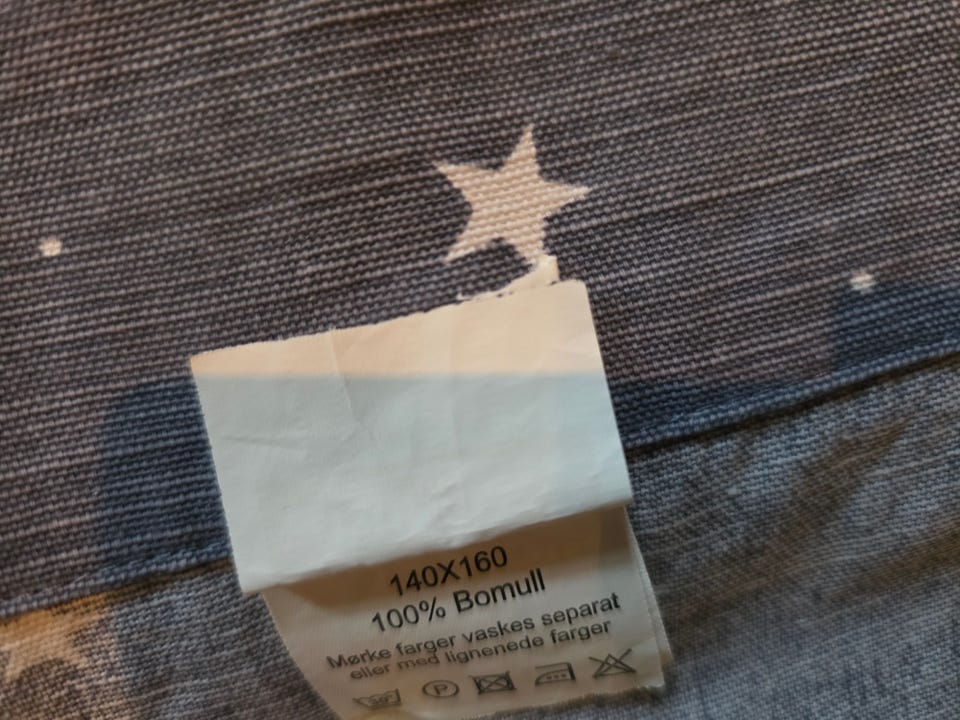 140X160
100% Bomull
Mørke farger vaskes separat
eller med lignenede farger
P